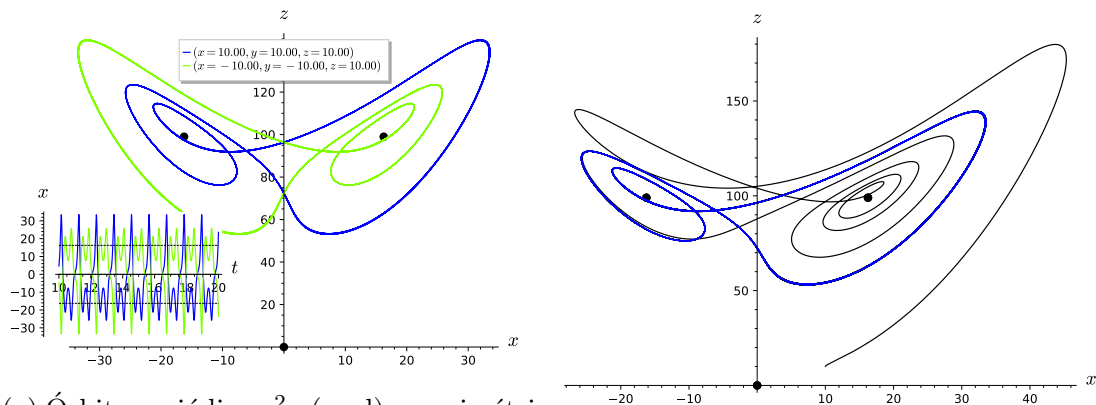 z
(x = 10.00, y = 10.00, z = 10.00)
(x = −10.00, y = −10.00, z = 10.00)
120
100
80
60
40
20
−30 −20 −10 10 20 30 x
x
30
20
10
0
−10
−20
−30
10 12 14 16 18 20 t
z
150
100
50
−20 −10 10 20 30 40 x